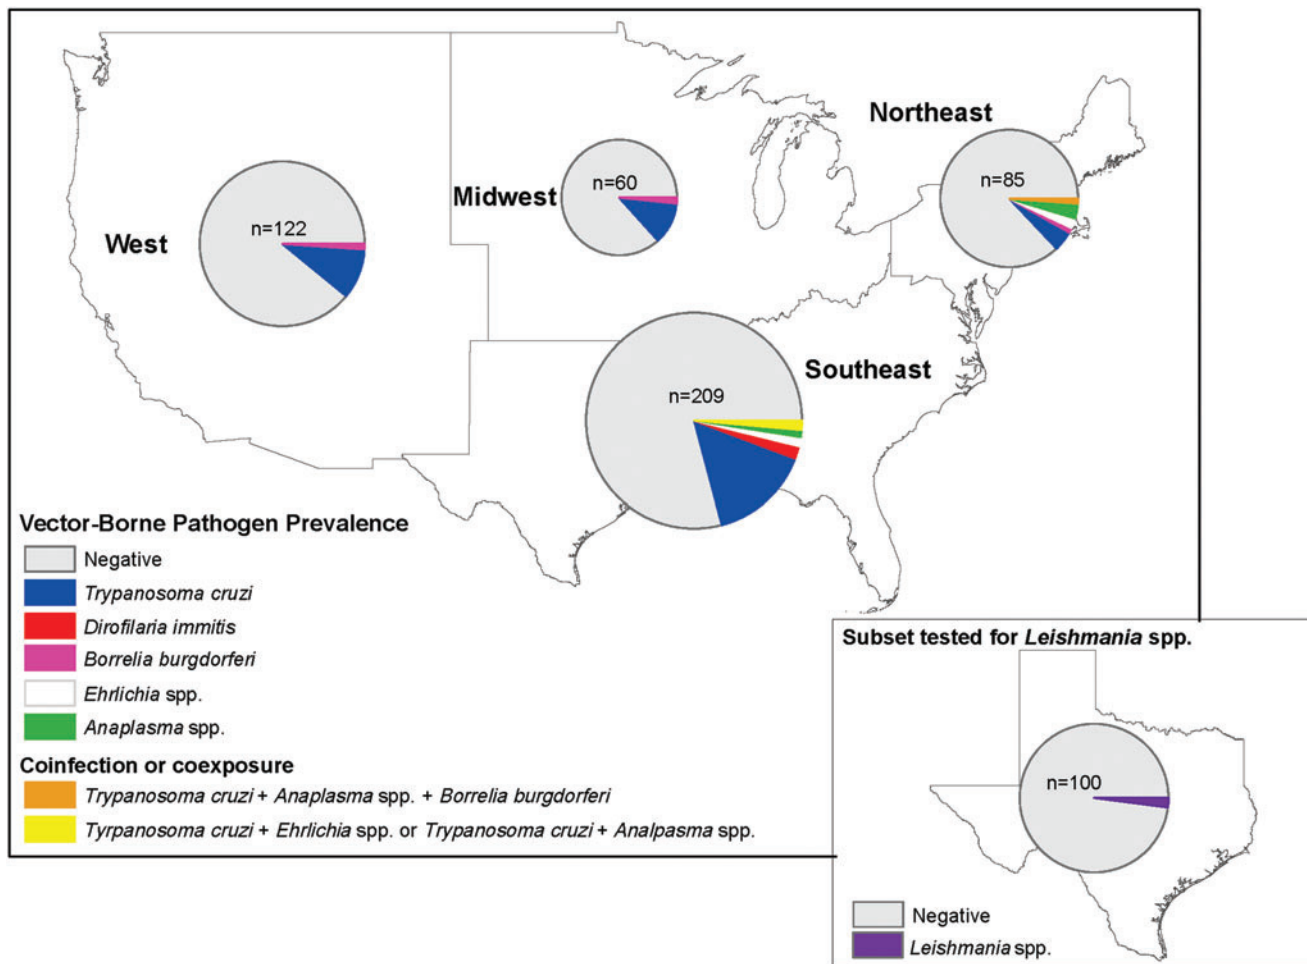 Northeast
n=85
Midwest
n=60
West
n=122
Southeast
n=209
Vector-Borne Pathogen Prevalence
Negative
Trypanosoma cruzi
Dirofilaria immitis
Borrelia burgdorferi
Ehrlichia spp.
Anaplasma spp.
Coinfection or coexposure
Trypanosoma cruzi + Anaplasma spp. + Borrelia burgdorferi
Tyrpanosoma cruzi + Ehrlichia spp. or Trypanosoma cruzi + Analpasma spp.
Subset tested for Leishmania spp.
n=100
Negative
Leishmania spp.